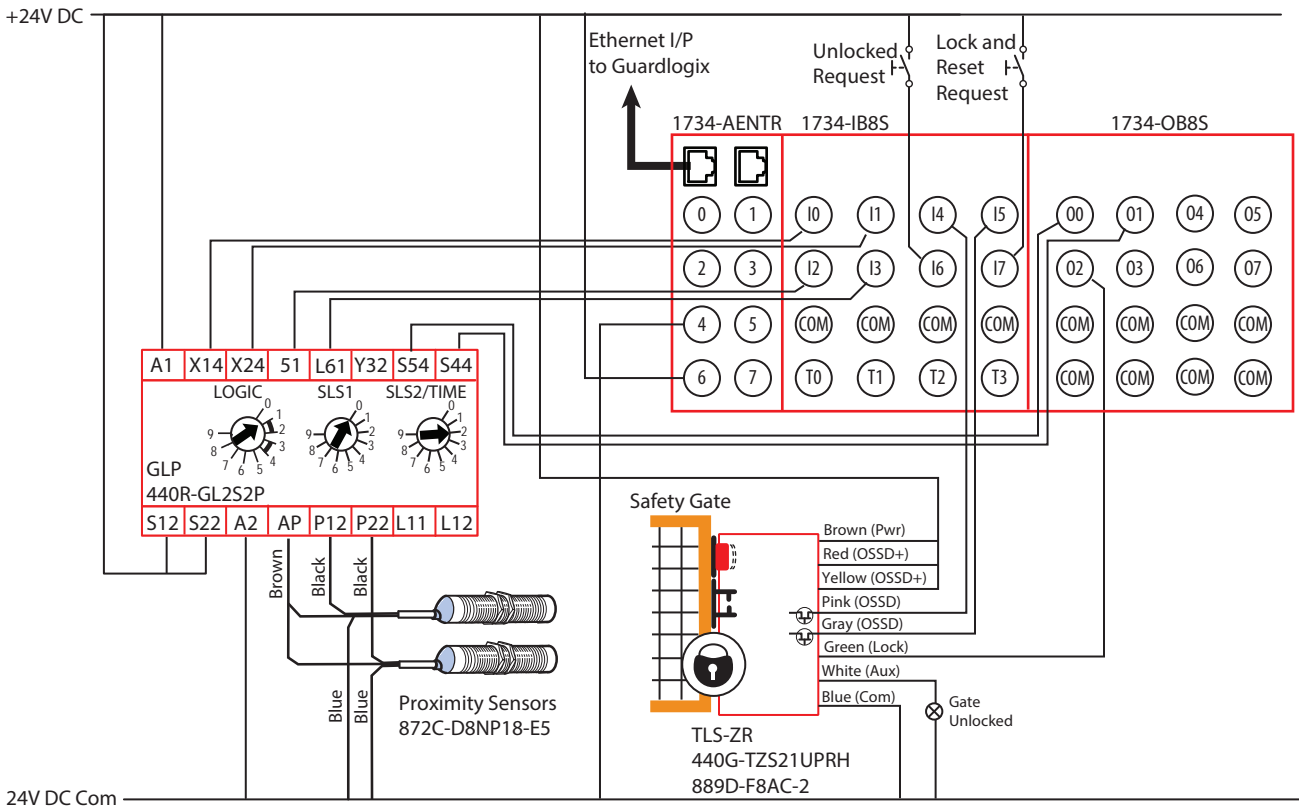 +24V DC
Ethernet I/P
to Guardlogix
Unlocked
Request
Lock and
Reset
Request
1734-AENTR 1734-IB8S 1734-OB8S
0 1 I0 I1 I4 I5 O0 O1 O4 O5
2 3 I2 I3 I6 I7 O2 O3 O6 O7
4 5 COM COM COM COM COM COM COM COM
6 7 T0 T1 T2 T3 COM COM COM COM
A1 X14 X24 51 L61 Y32 S54 S44
LOGIC SLS1 SLS2/TIME
0 1 2 3 4 5 6 7 8 9
0 1 2 3 4 5 6 7 8 9
0 1 2 3 4 5 6 7 8 9
GLP
440R-GL2S2P
S12 S22 A2 AP P12 P22 L11 L12
Brown
Black
Black
Blue
Blue
Proximity Sensors
872C-D8NP18-E5
Safety Gate
Brown (Pwr)
Red (OSSD+)
Yellow (OSSD+)
Pink (OSSD)
Gray (OSSD)
Green (Lock)
White (Aux)
Blue (Com)
Gate
Unlocked
TLS-ZR
440G-TZS21UPRH
889D-F8AC-2
24V DC Com